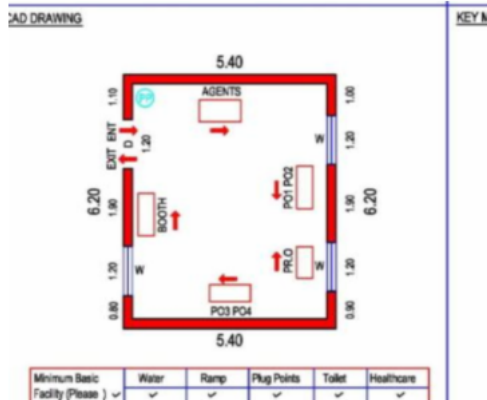 CAD DRAWING
KEY M
5.40
AGENTS
1.10
1.00
ENT
EXIT
D
1.20
W
1.20
PO1 PO2
6.20
1.90
BOOTH
1.90
6.20
PR.O
1.20
W
W
1.20
0.80
PO3 PO4
0.90
5.40
Minimum Basic Water Ramp Plug Points Toilet Healthcare
Facility (Please )